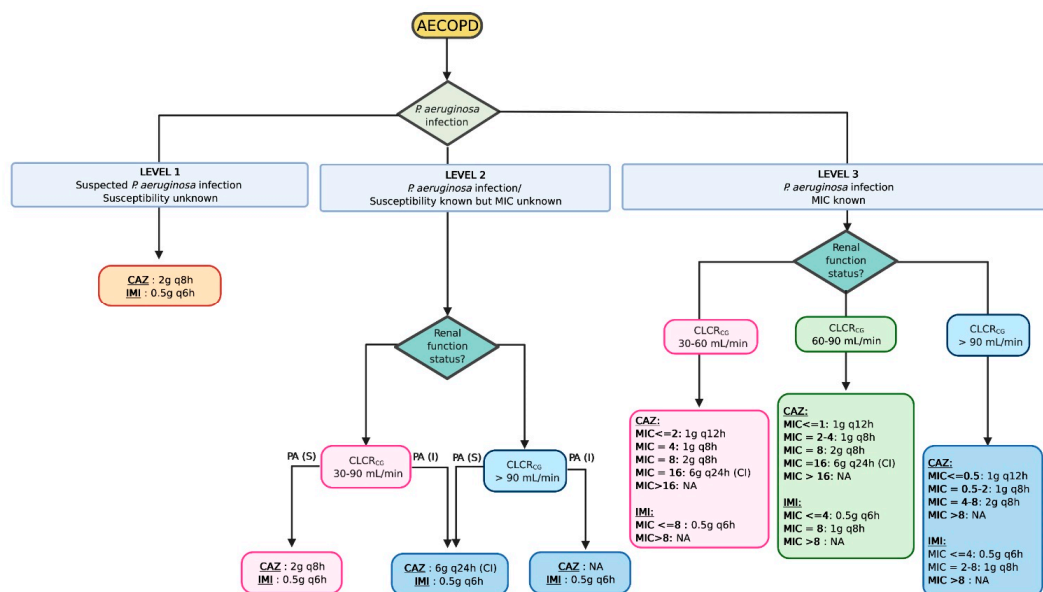 AECOPD
P. aeruginosa
infection
LEVEL 1
Suspected P. aeruginosa infection
Susceptibility unknown
LEVEL 2
P. aeruginosa infection/
Susceptibility known but MIC unknown
LEVEL 3
P. aeruginosa infection
MIC known
CAZ : 2g q8h
IMI : 0.5g q6h
Renal
function
status?
CLCRCG
30-90 mL/min
CLCRCG
> 90 mL/min
PA (S)
PA (I)
PA (S)
PA (I)
CAZ : 2g q8h
IMI : 0.5g q6h
CAZ : 6g q24h (CI)
IMI : 0.5g q6h
CAZ : NA
IMI : 0.5g q6h
Renal
function
status?
CLCRCG
30-60 mL/min
CLCRCG
60-90 mL/min
CLCRCG
> 90 mL/min
CAZ:
MIC<=2: 1g q12h
MIC = 4: 1g q8h
MIC = 8: 2g q8h
MIC = 16: 6g q24h (CI)
MIC>16: NA
IMI:
MIC <=8 : 0.5g q6h
MIC>8: NA
CAZ:
MIC<=1: 1g q12h
MIC = 2-4: 1g q8h
MIC = 8: 2g q8h
MIC =16: 6g q24h (CI)
MIC > 16: NA
IMI:
MIC <=4: 0.5g q6h
MIC = 8: 1g q8h
MIC >8 : NA
CAZ:
MIC<=0.5: 1g q12h
MIC = 0.5-2: 1g q8h
MIC = 4-8: 2g q8h
MIC >8: NA
IMI:
MIC <=4: 0.5g q6h
MIC = 2-8: 1g q8h
MIC >8 : NA